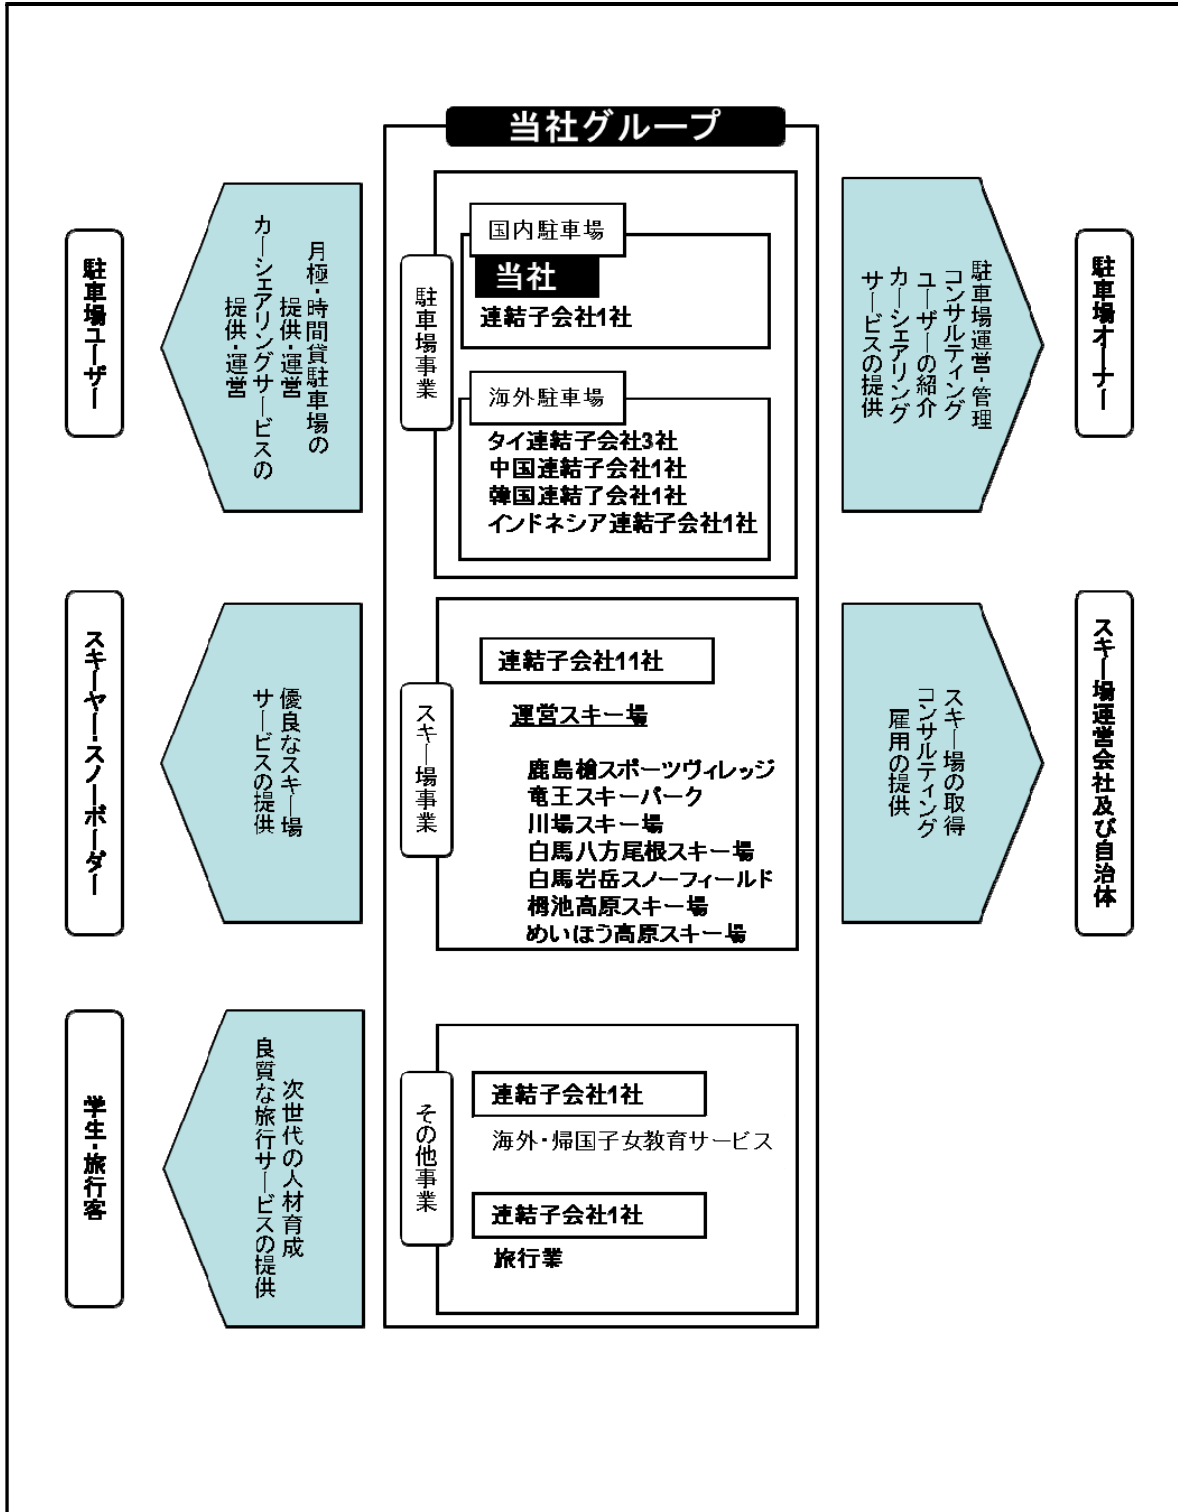 当社グループ
駐車場ユーザー
月極・時間貸駐車場の
提供・運営
カーシェアリングサービスの
提供・運営
駐車場事業
国内駐車場
当社
連結子会社1社
海外駐車場
タイ連結子会社3社
中国連結子会社1社
韓国連結了会社1社
インドネシア連結子会社1社
駐車場運営・管理
コンサルティング
ユーザーの紹介
カーシェアリング
サービスの提供
駐車場オーナー
スキーヤー・スノーボーダー
優良なスキー場
サービスの提供
スキー場事業
連結子会社11社
運営スキー場
鹿島槍スポーツヴィレッジ
竜王スキーパーク
川場スキー場
白馬八方尾根スキー場
白馬岩岳スノーフィールド
栂池高原スキー場
めいほう高原スキー場
スキー場の取得
コンサルティング
雇用の提供
スキー場運営会社及び自治体
学生・旅行客
次世代の人材育成
良質な旅行サービスの提供
その他事業
連結子会社1社
海外・帰国子女教育サービス
連結子会社1社
旅行業